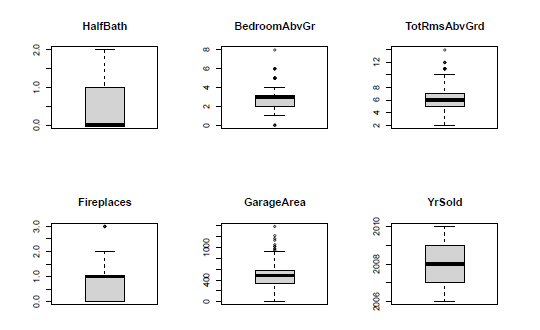 HalfBath
BedroomAbvGr
TotRmsAbvGrd
0.0 1.0 2.0
0 2 4 6 8
2 4 6 8 12
Fireplaces
GarageArea
YrSold
0.0 1.0 2.0 3.0
0 400 1000
2006 2008 2010